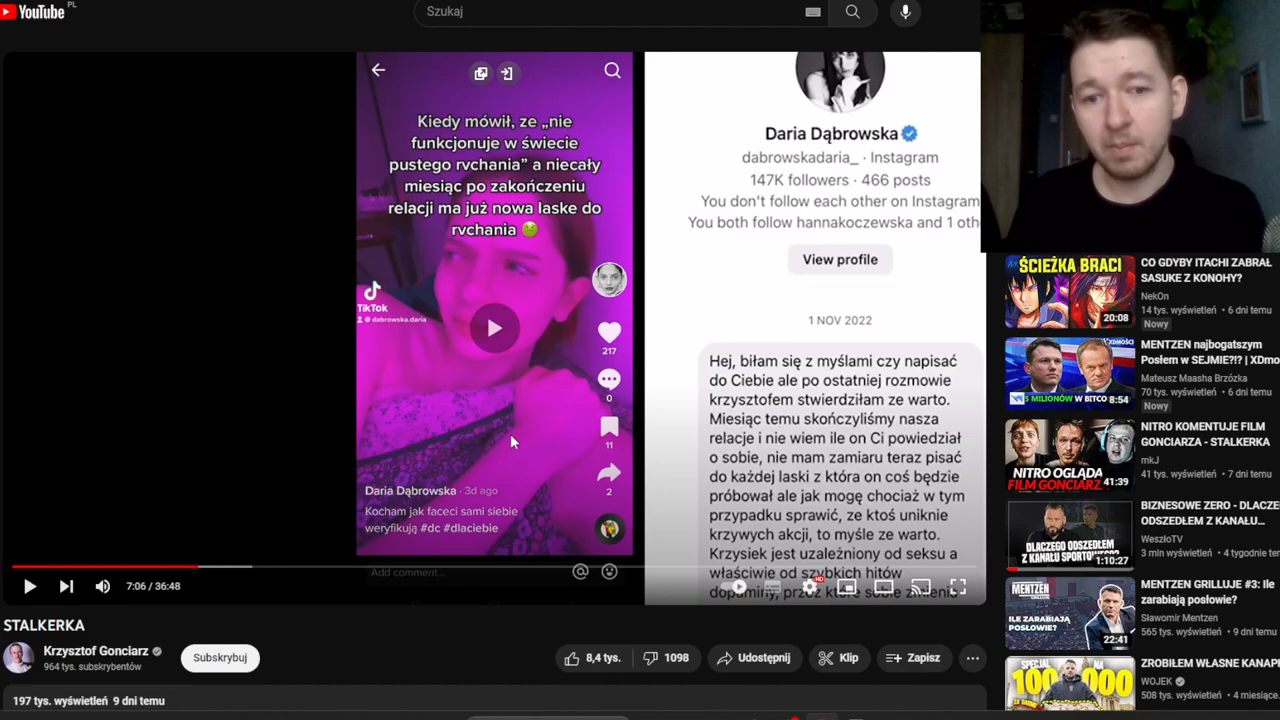 YouTube
PL
Szukaj
Kiedy mówił, ze „nie
funkcjonuje w świecie
pustego rvchania” a niecały
miesiąc po zakończeniu
relacji ma już nowa laske do
rvchania 🤢
TikTok
@ dabrowska.daria
217
0
11
2
Daria Dąbrowska · 3d ago
Kocham jak faceci sami siebie
weryfikują #dc #dlaciebie
Add comment...
Daria Dąbrowska
dabrowskadaria_ · Instagram
147K followers · 466 posts
You don't follow each other on Instagram
You both follow hannakoczewska and 1 oth
View profile
1 NOV 2022
Hej, biłam się z myślami czy napisać
do Ciebie ale po ostatniej rozmowie
krzysztofem stwierdziłam ze warto.
Miesiąc temu skończyliśmy nasza
relacje i nie wiem ile on Ci powiedział
o sobie, nie mam zamiaru teraz pisać
do każdej laski z która on coś będzie
próbował ale jak mogę chociaż w tym
przypadku sprawić, ze ktoś uniknie
krzywych akcji, to myśle ze warto.
Krzysiek jest uzależniony od seksu a
właściwie od szybkich hitów
dopaminy, przez które sobie zmienia
7:06 / 36:48
HD
STALKERKA
Krzysztof Gonciarz
964 tys. subskrybentów
Subskrybuj
8,4 tys.
1098
Udostępnij
Klip
Zapisz
197 tys. wyświetleń 9 dni temu
ŚCIEŻKA BRACI
20:08
CO GDYBY ITACHI ZABRAŁ
SASUKE Z KONOHY?
NekOn
14 tys. wyświetleń • 6 dni temu
Nowy
XDMOŚCI
5 MILIONÓW W BITCO
8:54
MENTZEN najbogatszym
Posłem w SEJMIE?!? | XDmo
Mateusz Maasha Brzózka
70 tys. wyświetleń • 6 dni temu
Nowy
NITRO OGLĄDA
FILM GONCIARZ
41:39
NITRO KOMENTUJE FILM
GONCIARZA - STALKERKA
mkJ
41 tys. wyświetleń • 7 dni temu
DLACZEGO ODSZEDŁEM
Z KANAŁU
1:10:27
BIZNESOWE ZERO - DLACZE
ODSZEDŁEM Z KANAŁU SPORTO
WeszłoTV
3 mln wyświetleń • 4 tygodnie te
MENTZEN
GRILLUJE
ILE ZARABIAJĄ
POSŁOWIE?
22:41
MENTZEN GRILLUJE #3: Ile
zarabiają posłowie?
Sławomir Mentzen
565 tys. wyświetleń • 9 dni temu
SPECJAL NA
100 000
ZROBIŁEM WŁASNE KANAP
WOJEK
508 tys. wyświetleń • 4 miesiące